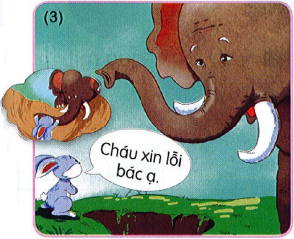 (3)
Cháu xin lỗi
bác ạ.